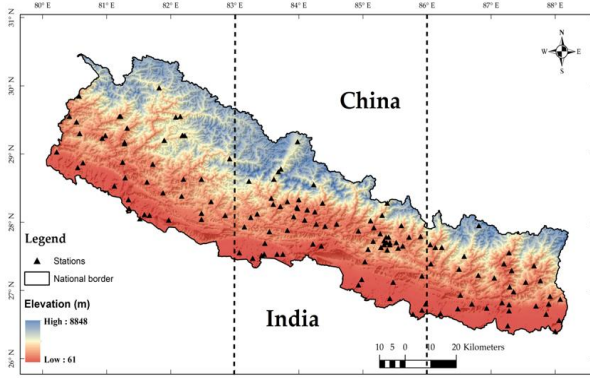 80° E 81° E 82° E 83° E 84° E 85° E 86° E 87° E 88° E
31° N
30° N
29° N
28° N
27° N
26° N
N
W E
S
China
India
Legend
Stations
National border
Elevation (m)
High : 8848
Low : 61
10 5 0 10 20 Kilometers